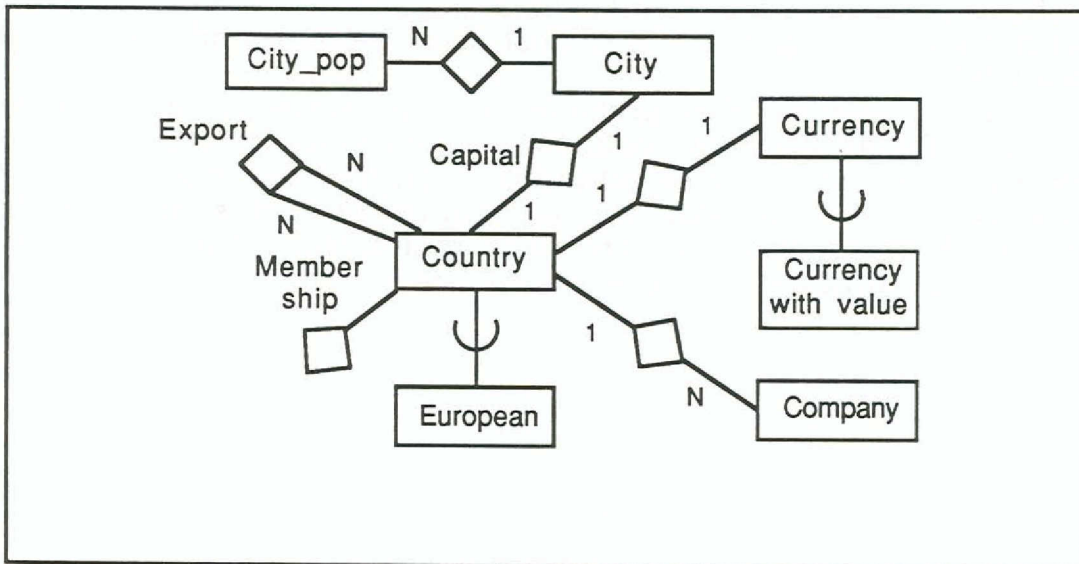 N 1
City_pop City
Export
N
Capital
1
1
Currency
1
1
N
Country
Member
ship
Currency
with value
1
European
N
Company